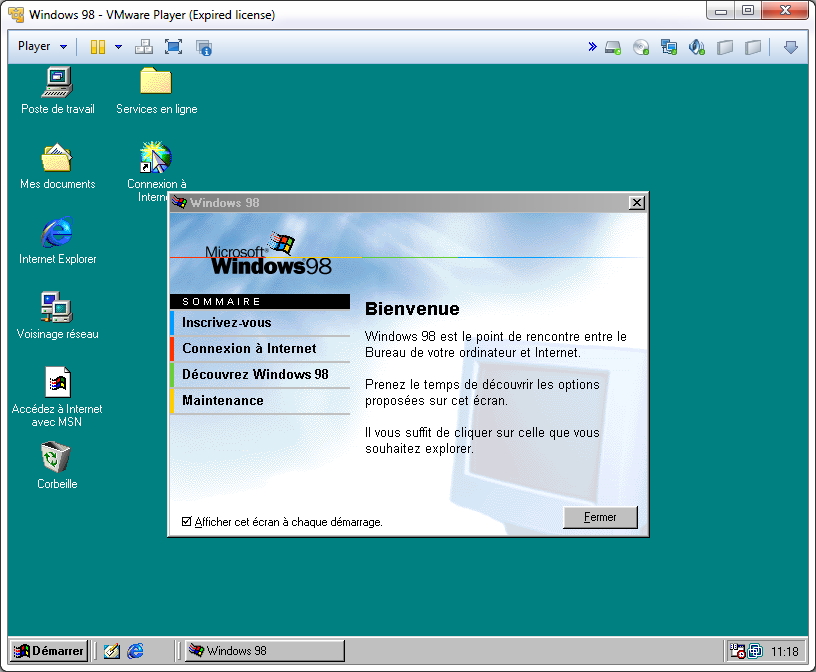 Windows 98 - VMware Player (Expired license)
Player
Poste de travail
Services en ligne
Mes documents
Connexion à
Internet Explorer
Voisinage réseau
Accédez à Internet
avec MSN
Corbeille
Windows 98
Microsoft
Windows 98
SOMMAIRE
Inscrivez-vous
Connexion à Internet
Découvrez Windows 98
Maintenance
Bienvenue
Windows 98 est le point de rencontre entre le
Bureau de votre ordinateur et Internet.
Prenez le temps de découvrir les options
proposées sur cet écran.
Il vous suffit de cliquer sur celle que vous
souhaitez explorer.
Afficher cet écran à chaque démarrage.
Fermer
Démarrer
Windows 98
11:18